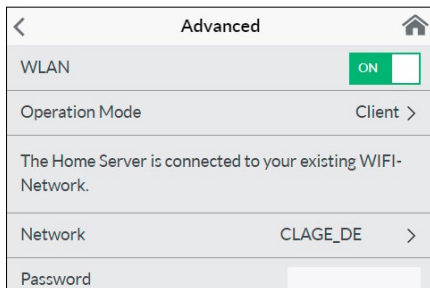 Advanced
WLAN
ON
Operation Mode
Client
The Home Server is connected to your existing WIFI-
Network.
Network
CLAGE_DE
Password